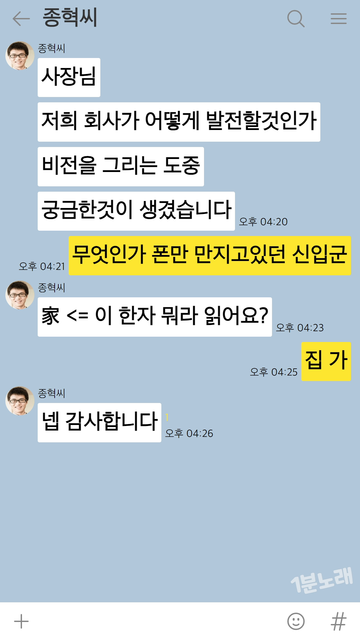 종혁씨
종혁씨
사장님
저희 회사가 어떻게 발전할것인가
비전을 그리는 도중
궁금한것이 생겼습니다
오후 04:20
무엇인가 폰만 만지고있던 신입군
오후 04:21
종혁씨
家 <= 이 한자 뭐라 읽어요?
오후 04:23
집 가
오후 04:25
종혁씨
넵 감사합니다
오후 04:26
1분노래
+
#